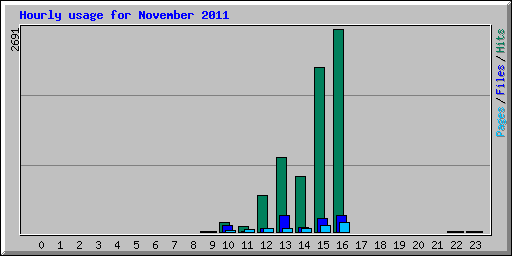 Hourly usage for November 2011
2691
Pages/Files/Hits
0 1 2 3 4 5 6 7 8 9 10 11 12 13 14 15 16 17 18 19 20 21 22 23